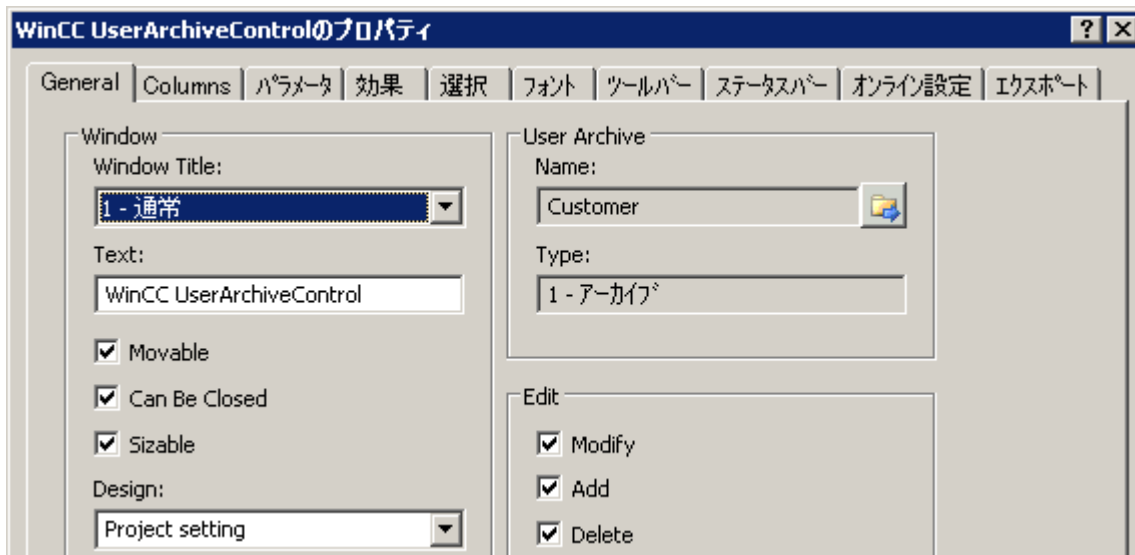 WinCC UserArchiveControlのプロパティ
General Columns パラメータ 効果 選択 フォント ツールバー ステータスバー オンライン設定 エクスポート
Window
Window Title:
1 - 通常
Text:
WinCC UserArchiveControl
Movable
Can Be Closed
Sizable
Design:
Project setting
User Archive
Name:
Customer
Type:
1 - アーカイブ
Edit
Modify
Add
Delete